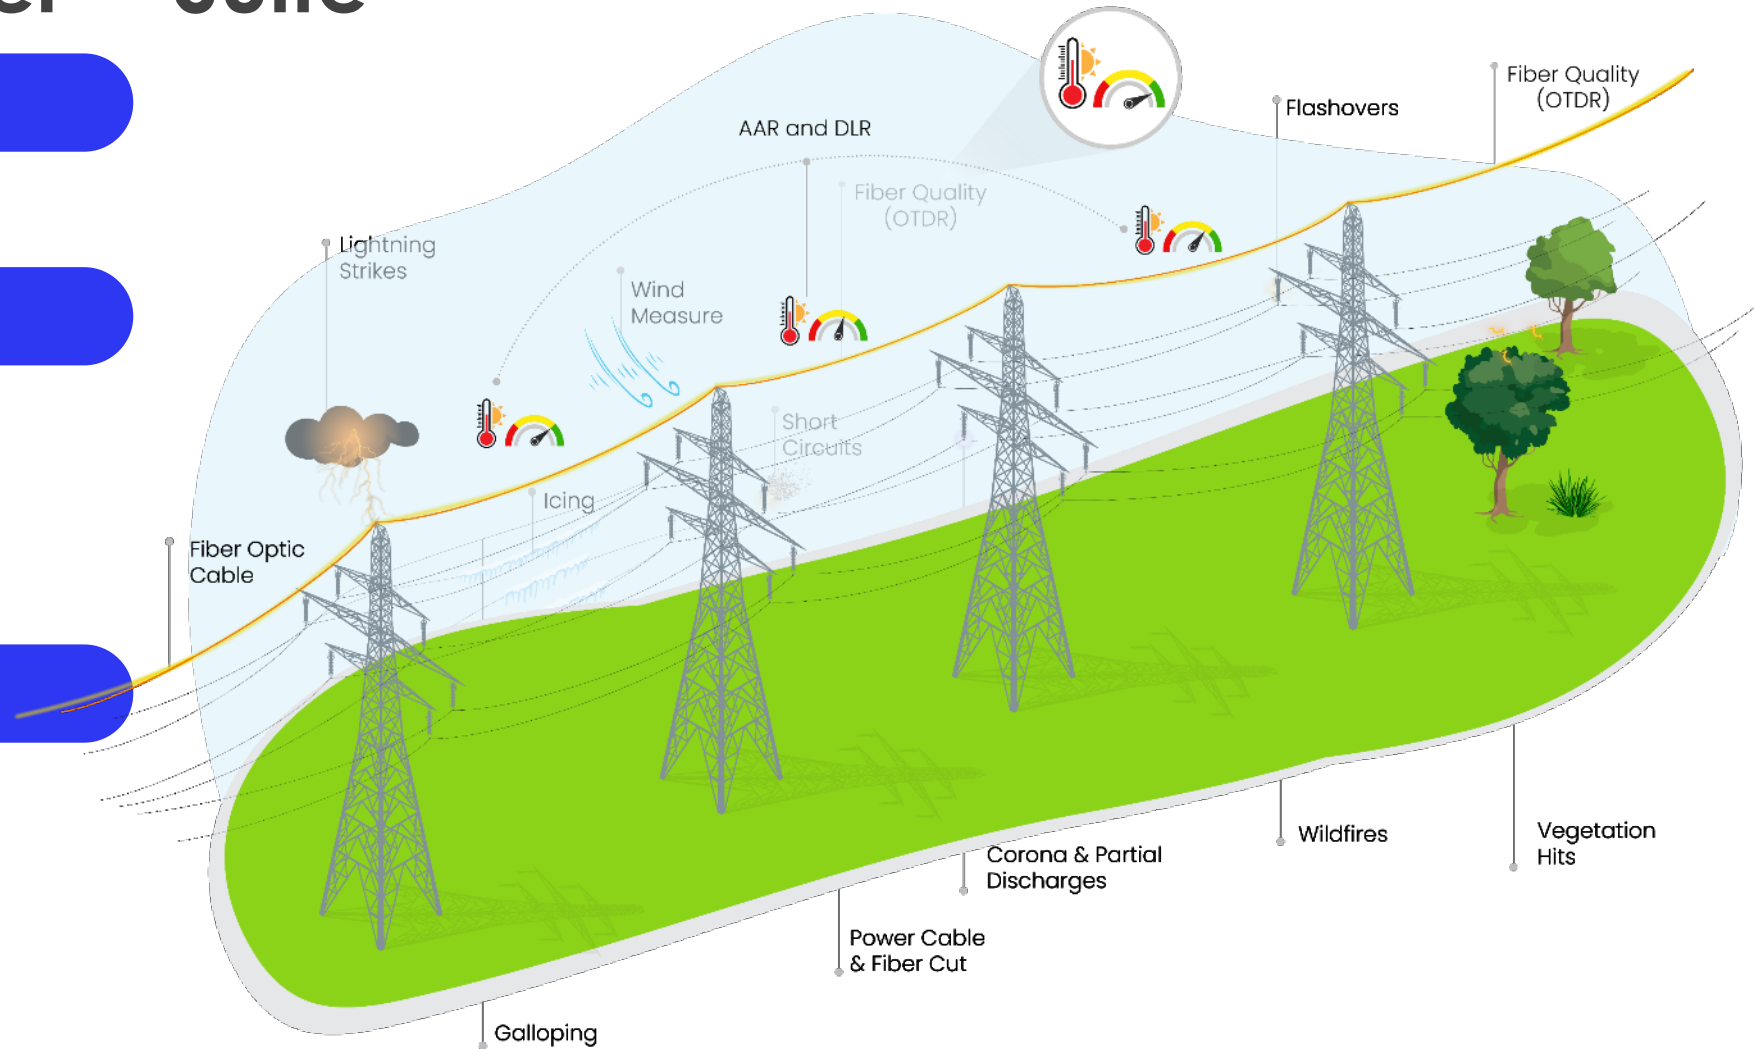 AAR and DLR
Fiber Quality
(OTDR)
Flashovers
Fiber Quality
(OTDR)
Lightning
Strikes
Wind
Measure
Short
Circuits
Icing
Fiber Optic
Cable
Wildfires
Vegetation
Hits
Corona & Partial
Discharges
Power Cable
& Fiber Cut
Galloping